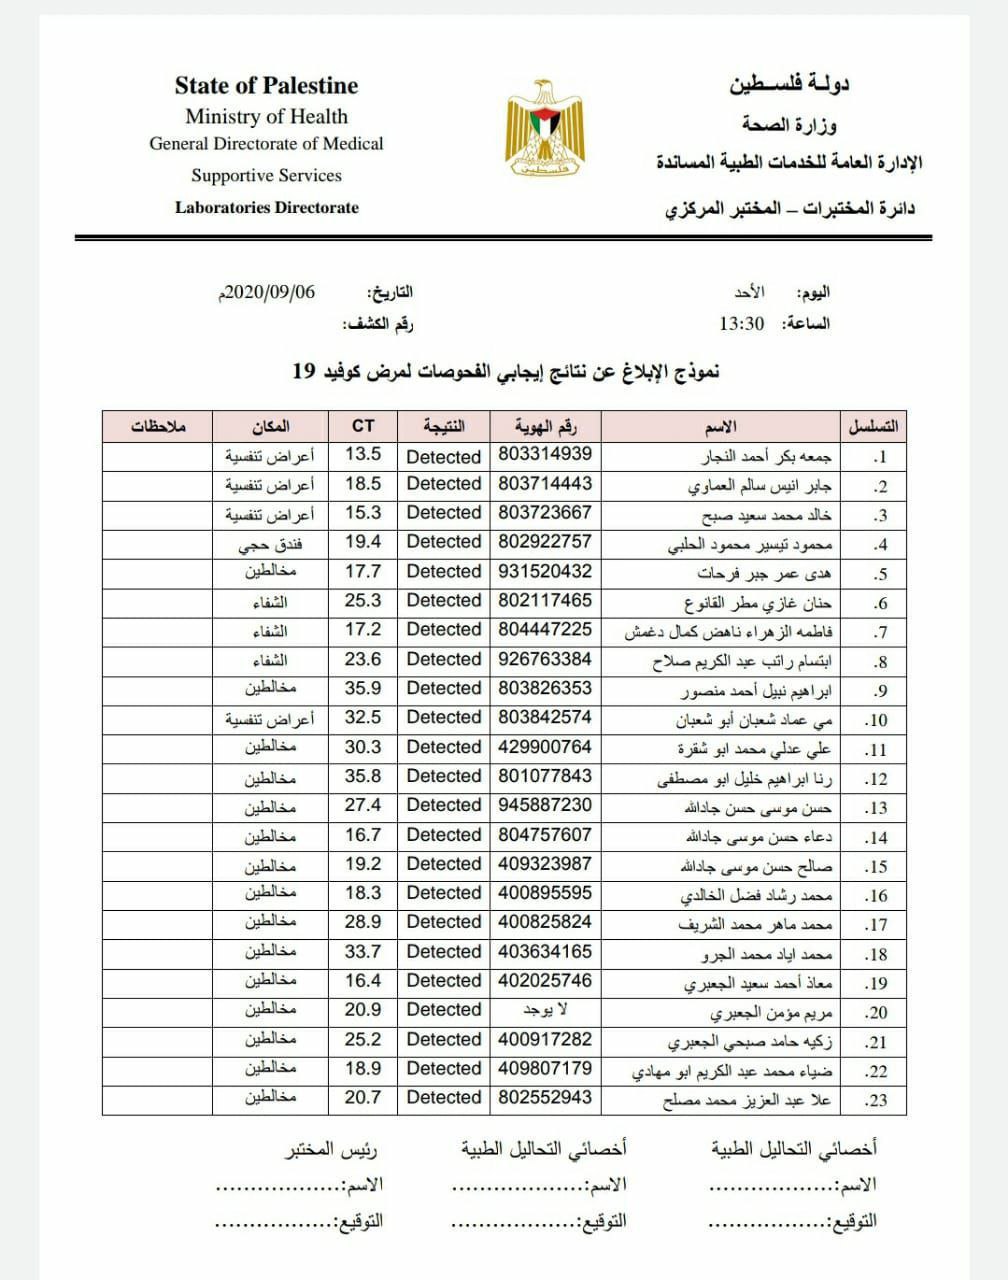 State of Palestine
Ministry of Health
General Directorate of Medical
Supportive Services
Laboratories Directorate
دولة فلسطين
وزارة الصحة
الإدارة العامة للخدمات الطبية المساندة
دائرة المختبرات – المختبر المركزي
فلسطين
اليوم: الأحد التاريخ: 2020/09/06م
الساعة: 13:30 رقم الكشف:
نموذج الإبلاغ عن نتائج إيجابي الفحوصات لمرض كوفيد 19
التسلسل الاسم رقم الهوية النتيجة CT المكان ملاحظات
1. جمعه بكر أحمد النجار 803314939 Detected 13.5 أعراض تنفسية
2. جابر انيس سالم العماوي 803714443 Detected 18.5 أعراض تنفسية
3. خالد محمد سعيد صبح 803723667 Detected 15.3 أعراض تنفسية
4. محمود تيسير محمود الحلبي 802922757 Detected 19.4 فندق حجي
5. هدى عمر جبر فرحات 931520432 Detected 17.7 مخالطين
6. حنان غازي مطر القانوع 802117465 Detected 25.3 الشفاء
7. فاطمه الزهراء ناهض كمال دغمش 804447225 Detected 17.2 الشفاء
8. ابتسام راتب عبد الكريم صلاح 926763384 Detected 23.6 الشفاء
9. ابراهيم نبيل أحمد منصور 803826353 Detected 35.9 مخالطين
10. مي عماد شعبان أبو شعبان 803842574 Detected 32.5 أعراض تنفسية
11. علي عدلي محمد ابو شقرة 429900764 Detected 30.3 مخالطين
12. رنا ابراهيم خليل ابو مصطفى 801077843 Detected 35.8 مخالطين
13. حسن موسى حسن جادالله 945887230 Detected 27.4 مخالطين
14. دعاء حسن موسى جادالله 804757607 Detected 16.7 مخالطين
15. صالح حسن موسى جادالله 409323987 Detected 19.2 مخالطين
16. محمد رشاد فضل الخالدي 400895595 Detected 18.3 مخالطين
17. محمد ماهر محمد الشريف 400825824 Detected 28.9 مخالطين
18. محمد اياد محمد الجرو 403634165 Detected 33.7 مخالطين
19. معاذ أحمد سعيد الجعبري 402025746 Detected 16.4 مخالطين
20. مريم مؤمن الجعبري لا يوجد Detected 20.9 مخالطين
21. زكيه حامد صبحي الجعبري 400917282 Detected 25.2 مخالطين
22. ضياء محمد عبد الكريم ابو مهادي 409807179 Detected 18.9 مخالطين
23. علا عبد العزيز محمد مصلح 802552943 Detected 20.7 مخالطين
أخصائي التحاليل الطبية أخصائي التحاليل الطبية رئيس المختبر
الاسم:.................. الاسم:.................. الاسم:..................
التوقيع:................. التوقيع:.................. التوقيع:.................